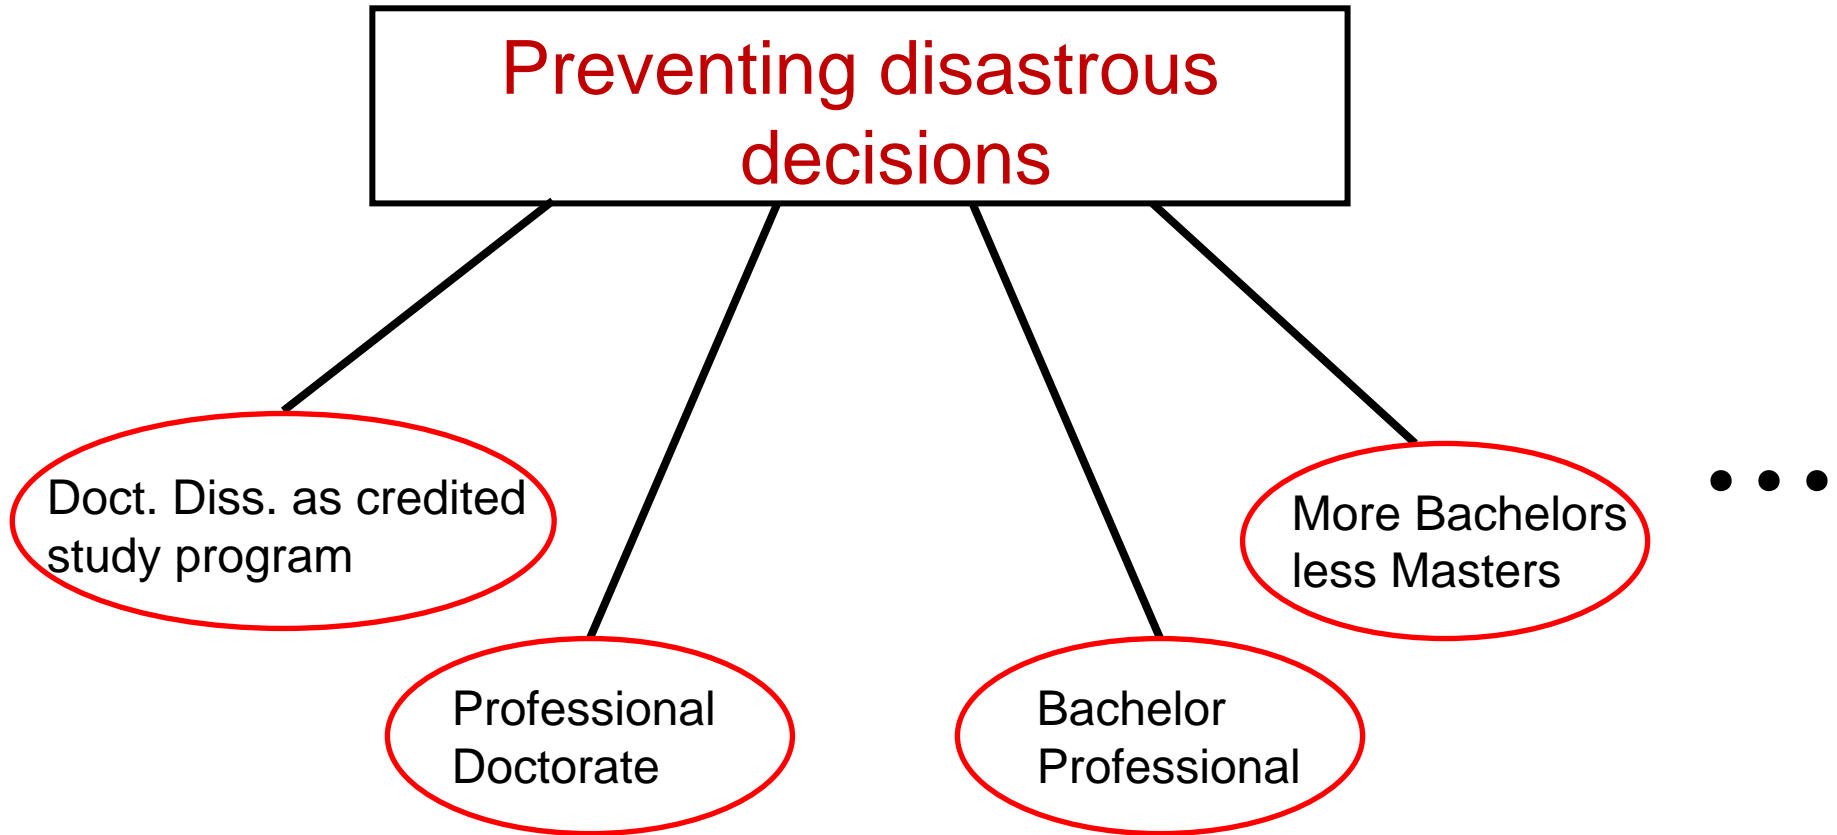 Preventing disastrous
decisions
Doct. Diss. as credited
study program
Professional
Doctorate
Bachelor
Professional
More Bachelors
less Masters
...